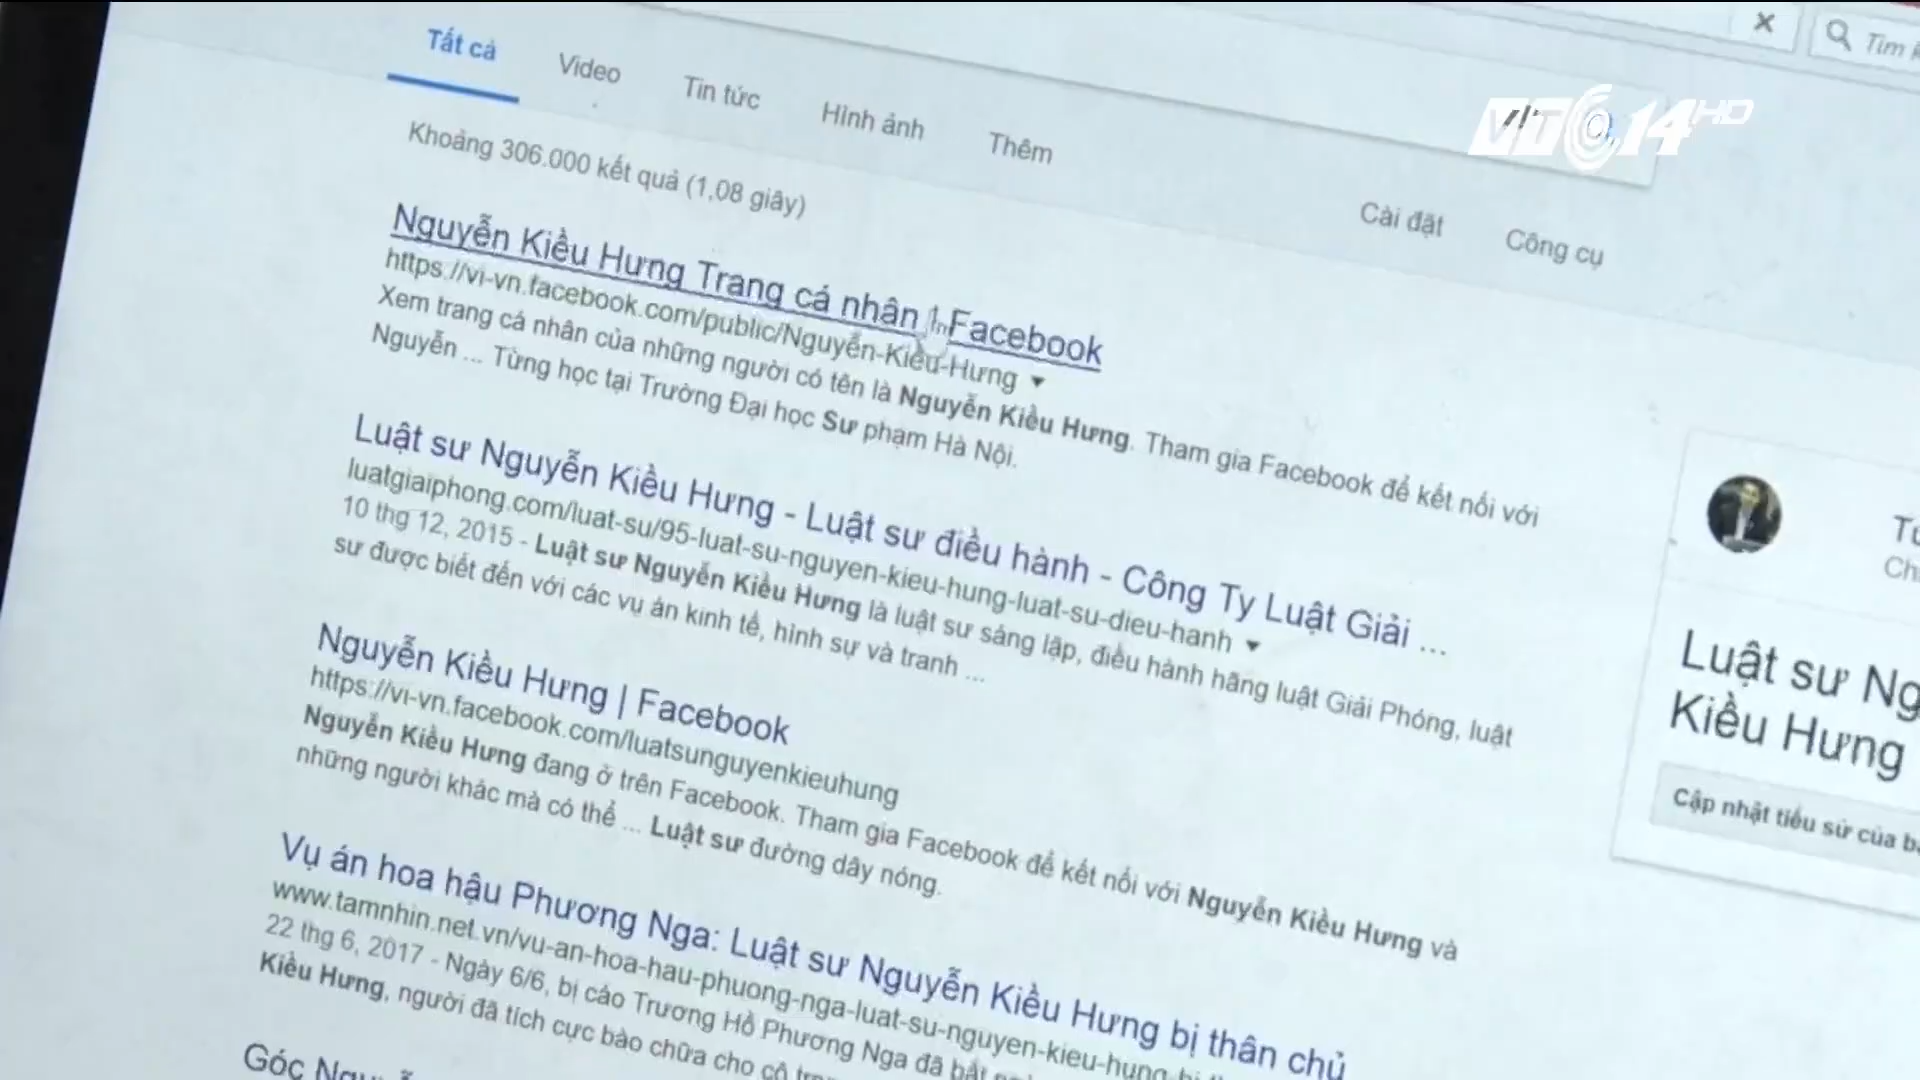 Tìm
VTC14 HD
Tất cả Video Tin tức Hình ảnh Thêm
Cài đặt Công cụ
Khoảng 306.000 kết quả (1,08 giây)
Nguyễn Kiều Hưng Trang cá nhân | Facebook
https://vi-vn.facebook.com/public/Nguyễn-Kiều-Hưng
Xem trang cá nhân của những người có tên là Nguyễn Kiều Hưng. Tham gia Facebook để kết nối với
Nguyễn ... Từng học tại Trường Đại học Sư phạm Hà Nội.
Luật sư Nguyễn Kiều Hưng - Luật sư điều hành - Công Ty Luật Giải ...
luatgiaiphong.com/luat-su/95-luat-su-nguyen-kieu-hung-luat-su-dieu-hanh
10 thg 12, 2015 - Luật sư Nguyễn Kiều Hưng là luật sư sáng lập, điều hành hãng luật Giải Phóng, luật
sư được biết đến với các vụ án kinh tế, hình sự và tranh ...
Nguyễn Kiều Hưng | Facebook
https://vi-vn.facebook.com/luatsunguyenkieuhung
Nguyễn Kiều Hưng đang ở trên Facebook. Tham gia Facebook để kết nối với Nguyễn Kiều Hưng và
những người khác mà có thể ... Luật sư đường dây nóng.
Vụ án hoa hậu Phương Nga: Luật sư Nguyễn Kiều Hưng bị thân chủ
www.tamnhin.net.vn/vu-an-hoa-hau-phuong-nga-luat-su-nguyen-kieu-hung-bi
22 thg 6, 2017 - Ngày 6/6, bị cáo Trương Hồ Phương Nga đã bất
Kiều Hưng, người đã tích cực bào chữa cho cô
Góc
Luật sư Ng
Kiều Hưng
Cập nhật tiểu sử của